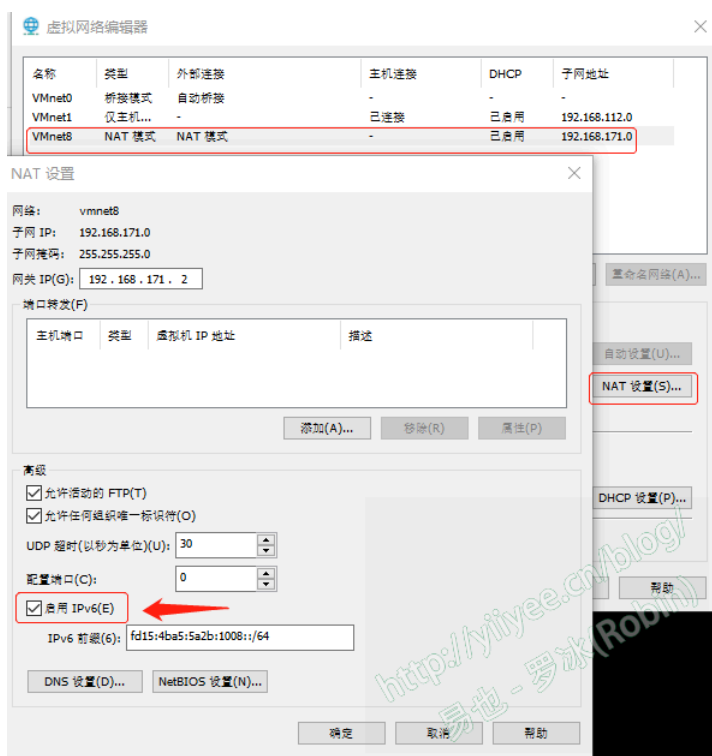 虚拟网络编辑器
名称 类型 外部连接 主机连接 DHCP 子网地址
VMnet0 桥接模式 自动桥接 - - -
VMnet1 仅主机... - 已连接 已启用 192.168.112.0
VMnet8 NAT 模式 NAT 模式 - 已启用 192.168.171.0
NAT 设置
网络: vmnet8
子网 IP: 192.168.171.0
子网掩码: 255.255.255.0
网关 IP(G): 192 . 168 . 171 . 2
重命名网络(A)...
端口转发(F)
主机端口 类型 虚拟机 IP 地址 描述
自动设置(U)...
NAT 设置(S)...
添加(A)... 移除(R) 属性(P)
高级
允许活动的 FTP(T)
允许任何组织唯一标识符(O)
DHCP 设置(P)...
UDP 超时(以秒为单位)(U): 30
配置端口(C): 0
帮助
启用 IPv6(E)
IPv6 前缀(6): fd15:4ba5:5a2b:1008::/64
DNS 设置(D)... NetBIOS 设置(N)...
确定 取消 帮助
http://yiiyee.cn/blog/
易也 - 罗冰(Robin)